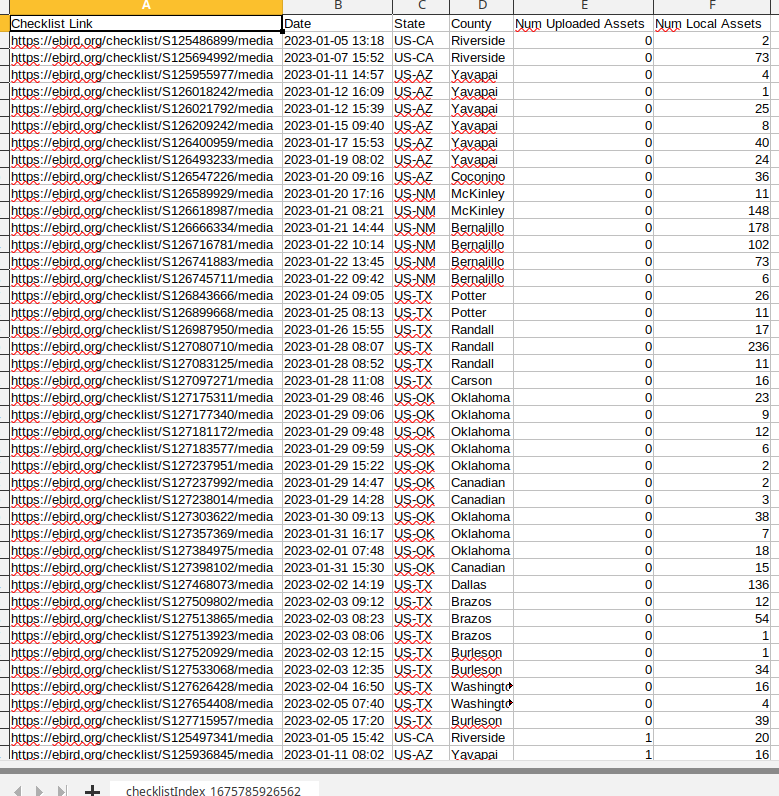 A B C D E F
Checklist Link Date State County Num Uploaded Assets Num Local Assets
https://ebird.org/checklist/S125486899/media 2023-01-05 13:18 US-CA Riverside 0 2
https://ebird.org/checklist/S125694992/media 2023-01-07 15:52 US-CA Riverside 0 73
https://ebird.org/checklist/S125955977/media 2023-01-11 14:57 US-AZ Yavapai 0 4
https://ebird.org/checklist/S126018242/media 2023-01-12 16:09 US-AZ Yavapai 0 1
https://ebird.org/checklist/S126021792/media 2023-01-12 15:39 US-AZ Yavapai 0 25
https://ebird.org/checklist/S126209242/media 2023-01-15 09:40 US-AZ Yavapai 0 8
https://ebird.org/checklist/S126400959/media 2023-01-17 15:53 US-AZ Yavapai 0 40
https://ebird.org/checklist/S126493233/media 2023-01-19 08:02 US-AZ Yavapai 0 24
https://ebird.org/checklist/S126547226/media 2023-01-20 09:16 US-AZ Coconino 0 36
https://ebird.org/checklist/S126589929/media 2023-01-20 17:16 US-NM McKinley 0 11
https://ebird.org/checklist/S126618987/media 2023-01-21 08:21 US-NM McKinley 0 148
https://ebird.org/checklist/S126666334/media 2023-01-21 14:44 US-NM Bernalillo 0 178
https://ebird.org/checklist/S126716781/media 2023-01-22 10:14 US-NM Bernalillo 0 102
https://ebird.org/checklist/S126741883/media 2023-01-22 13:45 US-NM Bernalillo 0 73
https://ebird.org/checklist/S126745711/media 2023-01-22 09:42 US-NM Bernalillo 0 6
https://ebird.org/checklist/S126843666/media 2023-01-24 09:05 US-TX Potter 0 26
https://ebird.org/checklist/S126899668/media 2023-01-25 08:13 US-TX Potter 0 11
https://ebird.org/checklist/S126987950/media 2023-01-26 15:55 US-TX Randall 0 17
https://ebird.org/checklist/S127080710/media 2023-01-28 08:07 US-TX Randall 0 236
https://ebird.org/checklist/S127083125/media 2023-01-28 08:52 US-TX Randall 0 11
https://ebird.org/checklist/S127097271/media 2023-01-28 11:08 US-TX Carson 0 16
https://ebird.org/checklist/S127175311/media 2023-01-29 08:46 US-OK Oklahoma 0 23
https://ebird.org/checklist/S127177340/media 2023-01-29 09:06 US-OK Oklahoma 0 9
https://ebird.org/checklist/S127181172/media 2023-01-29 09:48 US-OK Oklahoma 0 12
https://ebird.org/checklist/S127183577/media 2023-01-29 09:59 US-OK Oklahoma 0 6
https://ebird.org/checklist/S127237951/media 2023-01-29 15:22 US-OK Oklahoma 0 2
https://ebird.org/checklist/S127237992/media 2023-01-29 14:47 US-OK Canadian 0 2
https://ebird.org/checklist/S127238014/media 2023-01-29 14:28 US-OK Canadian 0 3
https://ebird.org/checklist/S127303622/media 2023-01-30 09:13 US-OK Oklahoma 0 38
https://ebird.org/checklist/S127357369/media 2023-01-31 16:17 US-OK Oklahoma 0 7
https://ebird.org/checklist/S127384975/media 2023-02-01 07:48 US-OK Oklahoma 0 18
https://ebird.org/checklist/S127398102/media 2023-01-31 15:30 US-OK Canadian 0 15
https://ebird.org/checklist/S127468073/media 2023-02-02 14:19 US-TX Dallas 0 136
https://ebird.org/checklist/S127509802/media 2023-02-03 09:12 US-TX Brazos 0 12
https://ebird.org/checklist/S127513865/media 2023-02-03 08:23 US-TX Brazos 0 54
https://ebird.org/checklist/S127513923/media 2023-02-03 08:06 US-TX Brazos 0 1
https://ebird.org/checklist/S127520929/media 2023-02-03 12:15 US-TX Burleson 0 1
https://ebird.org/checklist/S127533068/media 2023-02-03 12:35 US-TX Burleson 0 34
https://ebird.org/checklist/S127626428/media 2023-02-04 16:50 US-TX Washingto 0 16
https://ebird.org/checklist/S127654408/media 2023-02-05 07:40 US-TX Washingto 0 4
https://ebird.org/checklist/S127715957/media 2023-02-05 17:20 US-TX Burleson 0 39
https://ebird.org/checklist/S125497341/media 2023-01-05 15:42 US-CA Riverside 1 20
https://ebird.org/checklist/S125936845/media 2023-01-11 08:02 US-AZ Yavapai 1 16
checklistIndex_1675785926562